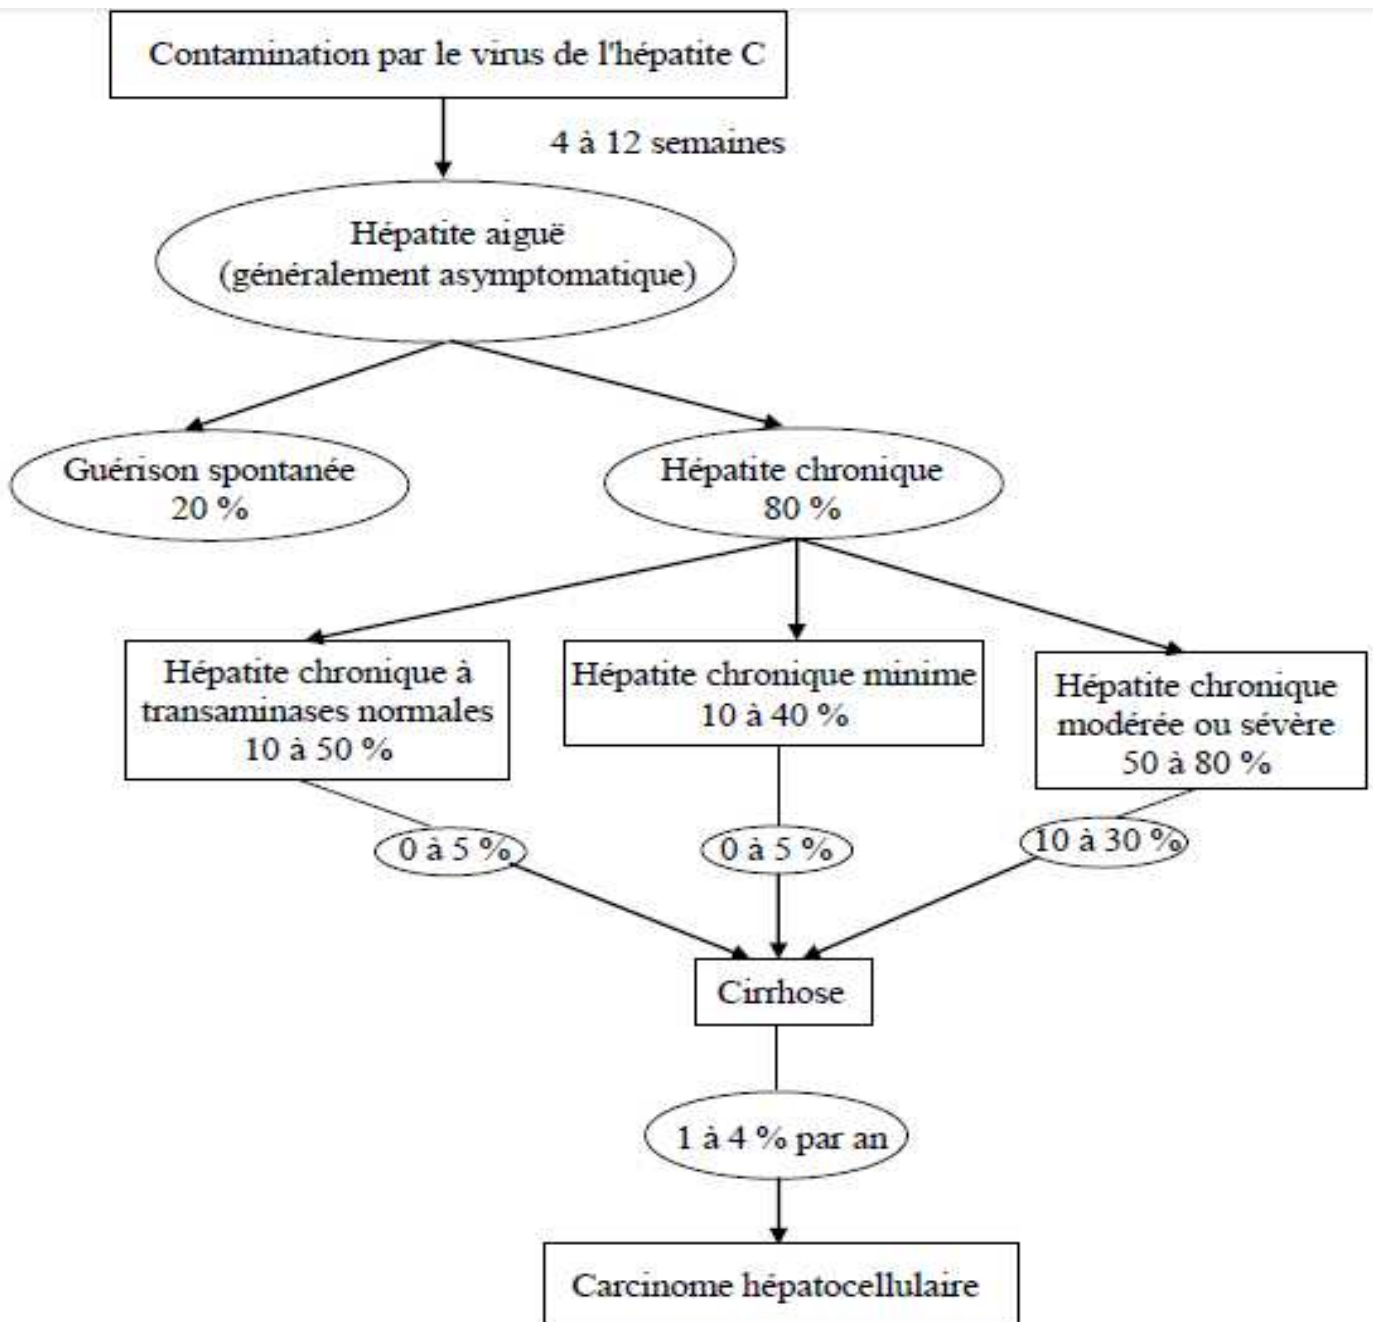 Contamination par le virus de l'hépatite C
4 à 12 semaines
Hépatite aiguë
(généralement asymptomatique)
Guérison spontanée
20 %
Hépatite chronique
80 %
Hépatite chronique à
transaminases normales
10 à 50 %
Hépatite chronique minime
10 à 40 %
Hépatite chronique
modérée ou sévère
50 à 80 %
0 à 5 %
0 à 5 %
10 à 30 %
Cirrhose
1 à 4 % par an
Carcinome hépatocellulaire